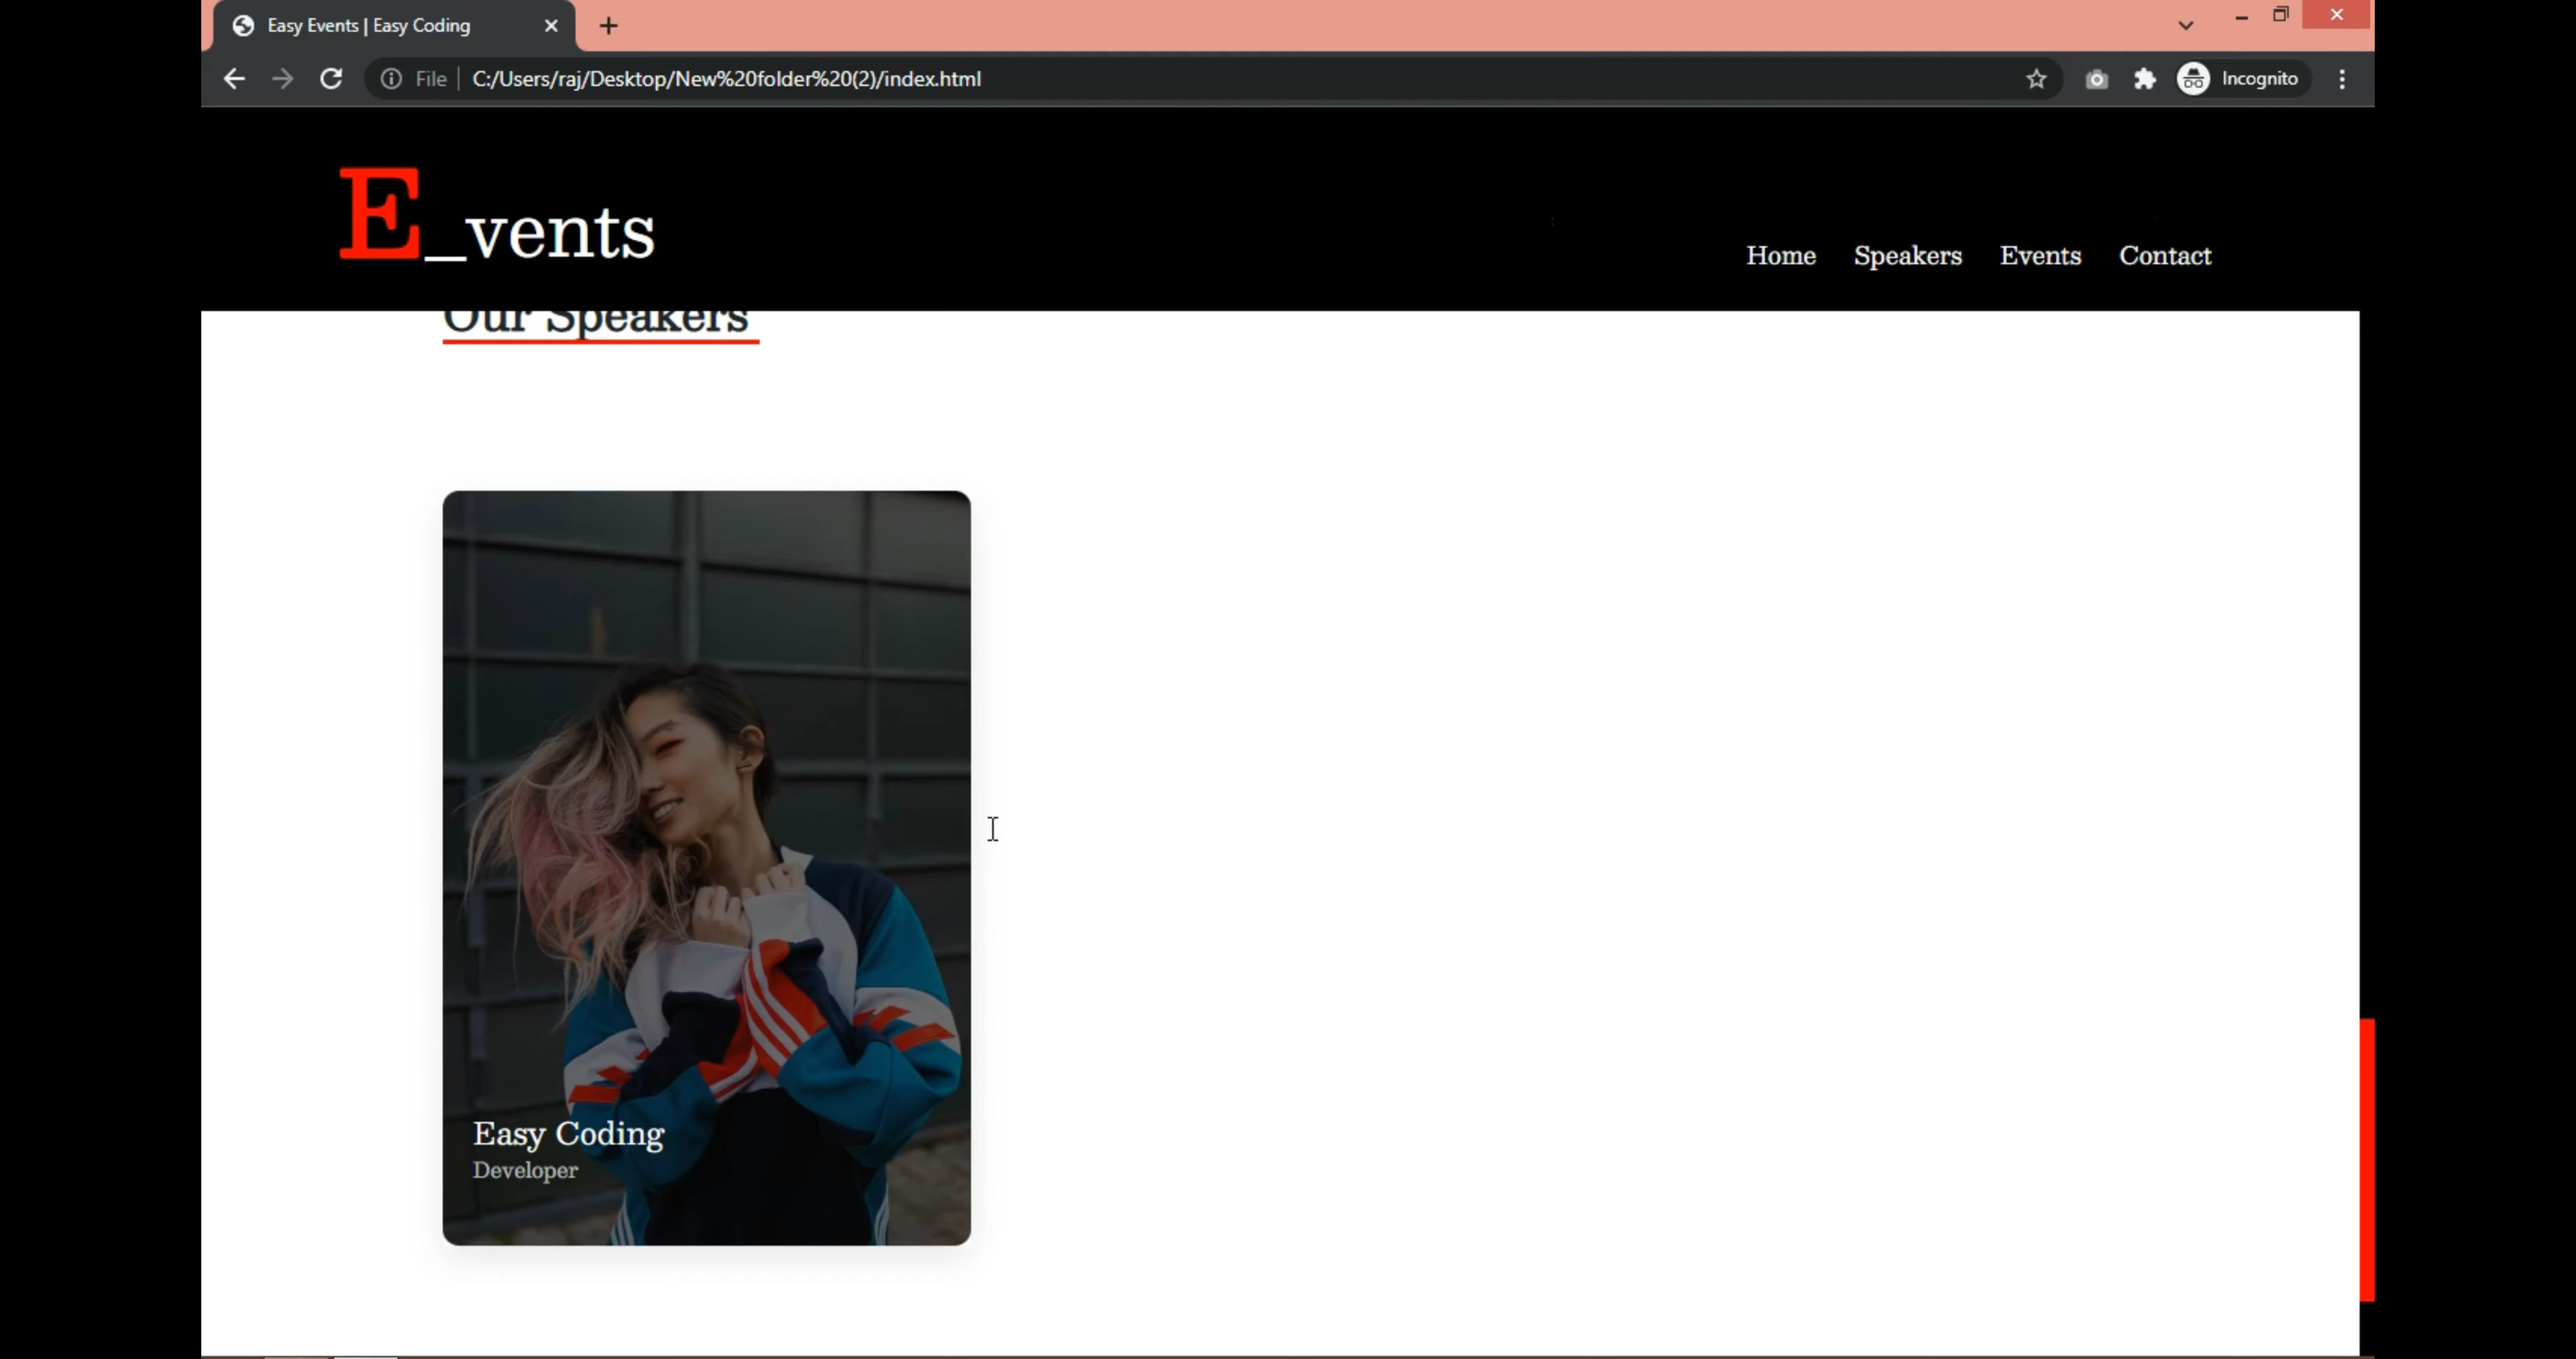 Easy Events | Easy Coding
File
C:/Users/raj/Desktop/New%20folder%20(2)/index.html
Incognito
E_vents
Home Speakers Events Contact
Our Speakers
Easy Coding
Developer